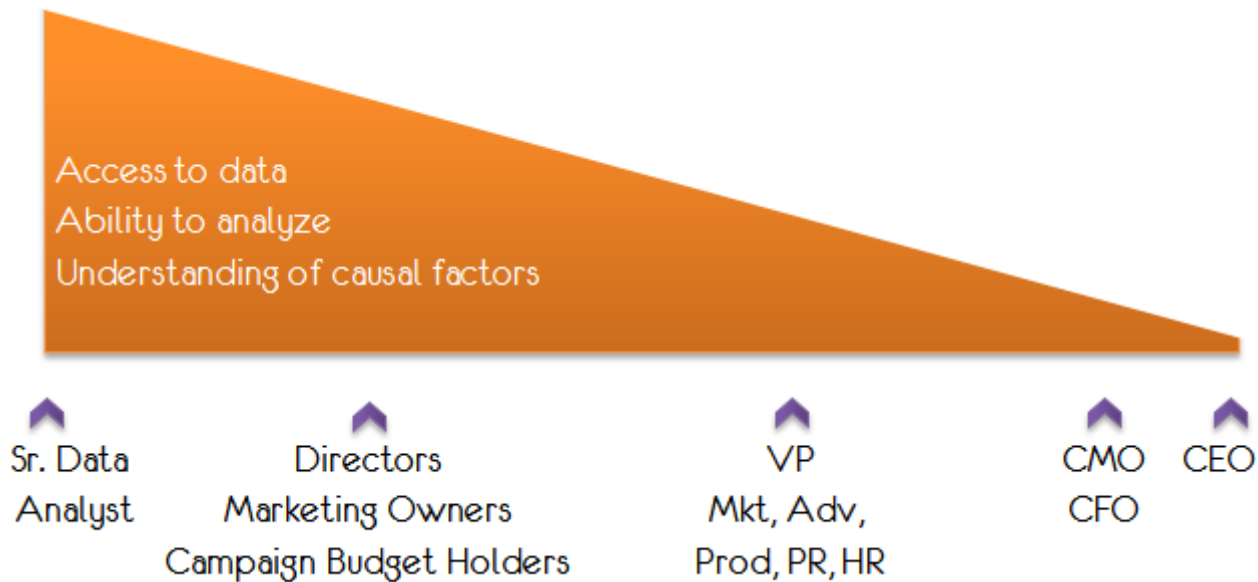 Access to data
Ability to analyze
Understanding of causal factors
Sr. Data
Analyst
Directors
Marketing Owners
Campaign Budget Holders
VP
Mkt, Adv,
Prod, PR, HR
CMO
CFO
CEO